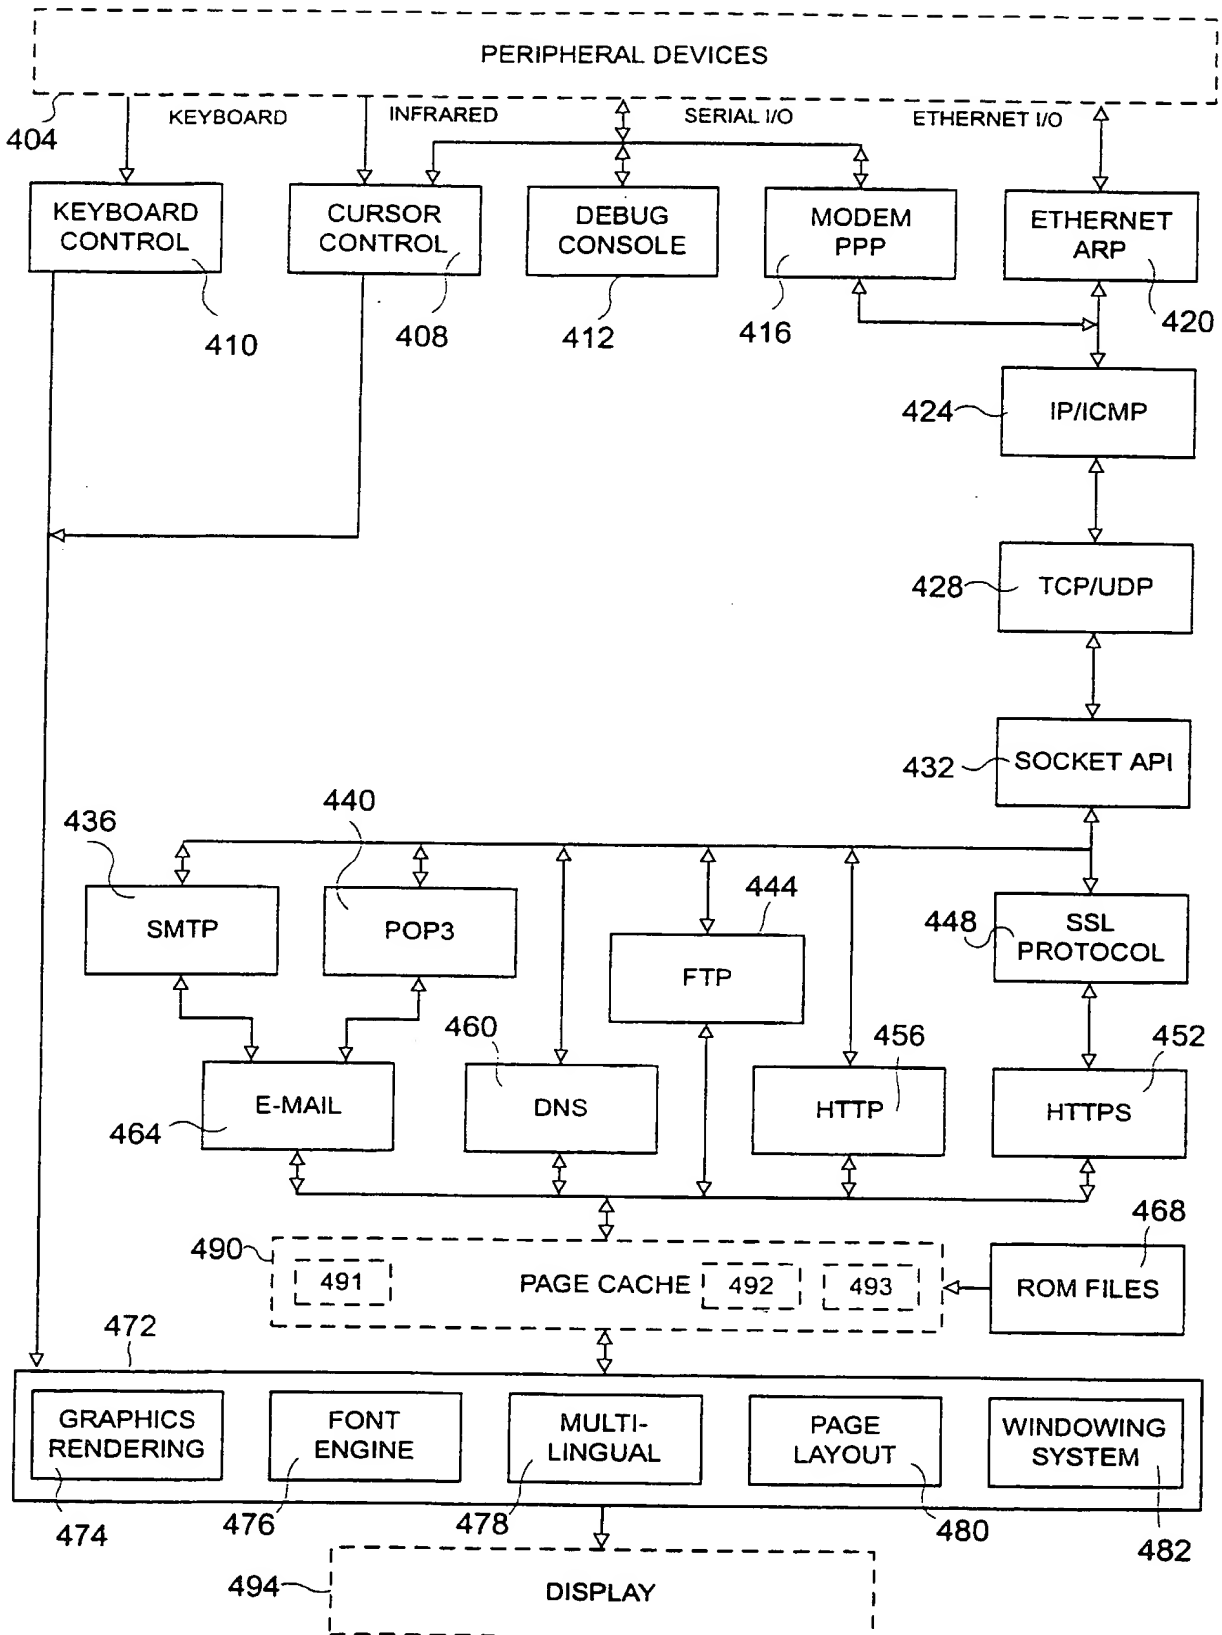 PERIPHERAL DEVICES
404
KEYBOARD
INFRARED
SERIAL I/O
ETHERNET I/O
KEYBOARD
CONTROL
CURSOR
CONTROL
DEBUG
CONSOLE
MODEM
PPP
ETHERNET
ARP
410
408
412
416
420
424
IP/ICMP
428
TCP/UDP
432
SOCKET API
436
440
444
448
SMTP
POP3
FTP
SSL
PROTOCOL
460
456
452
E-MAIL
DNS
HTTP
HTTPS
464
468
490
491
PAGE CACHE
492
493
ROM FILES
472
GRAPHICS
RENDERING
FONT
ENGINE
MULTI-
LINGUAL
PAGE
LAYOUT
WINDOWING
SYSTEM
474
476
478
480
482
494
DISPLAY